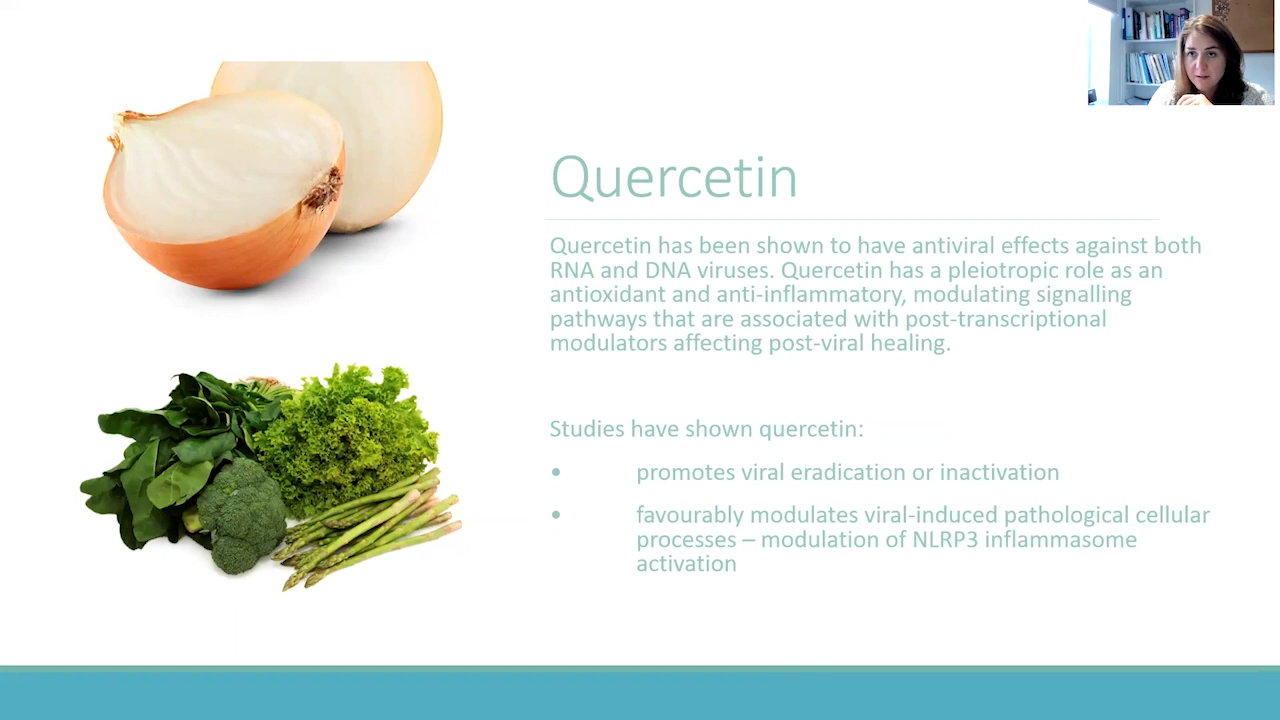 Quercetin
Quercetin has been shown to have antiviral effects against both
RNA and DNA viruses. Quercetin has a pleiotropic role as an
antioxidant and anti-inflammatory, modulating signalling
pathways that are associated with post-transcriptional
modulators affecting post-viral healing.
Studies have shown quercetin:
• promotes viral eradication or inactivation
• favourably modulates viral-induced pathological cellular
processes – modulation of NLRP3 inflammasome
activation